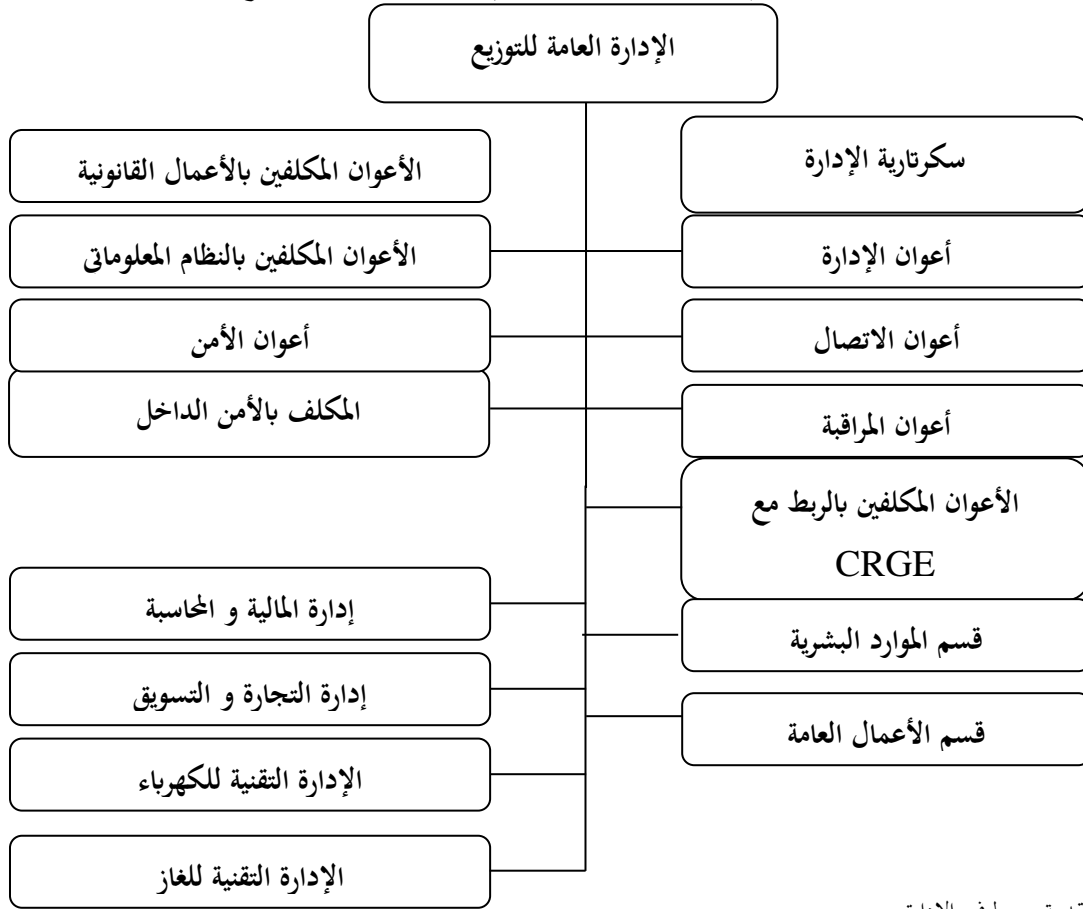 الإدارة العامة للتوزيع
سكرتارية الإدارة
الأعوان المكلفين بالأعمال القانونية
أعوان الإدارة
الأعوان المكلفين بالنظام المعلوماتى
أعوان الاتصال
أعوان الأمن
أعوان المراقبة
المكلف بالأمن الداخل
الأعوان المكلفين بالربط مع
CRGE
إدارة المالية و المحاسبة
قسم الموارد البشرية
إدارة التجارة و التسويق
قسم الأعمال العامة
الإدارة التقنية للكهرباء
الإدارة التقنية للغاز